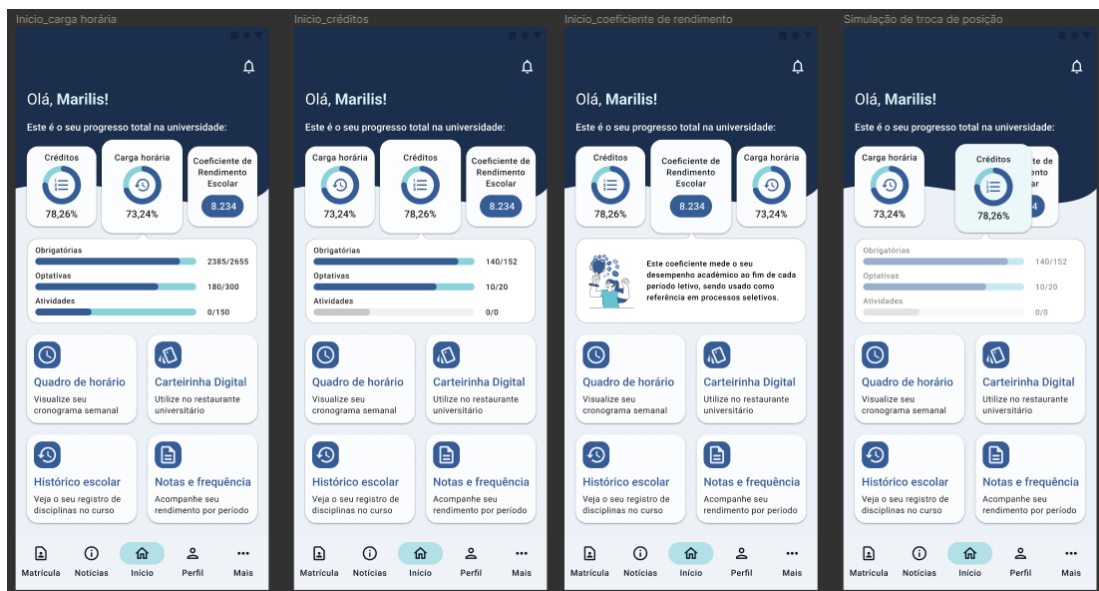 Inicio_carga horária
Olá, Marilis!
Este é o seu progresso total na universidade:
Créditos
78,26%
Carga horária
73,24%
Coeficiente de
Rendimento
Escolar
8.234
Obrigatórias
2385/2655
Optativas
180/300
Atividades
0/150
Quadro de horário
Visualize seu
cronograma semanal
Carteirinha Digital
Utilize no restaurante
universitário
Histórico escolar
Veja o seu registro de
disciplinas no curso
Notas e frequência
Acompanhe seu
rendimento por período
Matrícula
Notícias
Início
Perfil
Mais
Inicio_créditos
Olá, Marilis!
Este é o seu progresso total na universidade:
Carga horária
73,24%
Créditos
78,26%
Coeficiente de
Rendimento
Escolar
8.234
Obrigatórias
140/152
Optativas
10/20
Atividades
0/0
Quadro de horário
Visualize seu
cronograma semanal
Carteirinha Digital
Utilize no restaurante
universitário
Histórico escolar
Veja o seu registro de
disciplinas no curso
Notas e frequência
Acompanhe seu
rendimento por período
Matrícula
Notícias
Início
Perfil
Mais
Inicio_coeficiente de rendimento
Olá, Marilis!
Este é o seu progresso total na universidade:
Créditos
78,26%
Coeficiente de
Rendimento
Escolar
8.234
Carga horária
73,24%
Este coeficiente mede o seu
desempenho acadêmico ao fim de cada
período letivo, sendo usado como
referência em processos seletivos.
Quadro de horário
Visualize seu
cronograma semanal
Carteirinha Digital
Utilize no restaurante
universitário
Histórico escolar
Veja o seu registro de
disciplinas no curso
Notas e frequência
Acompanhe seu
rendimento por período
Matrícula
Notícias
Início
Perfil
Mais
Simulação de troca de posição
Olá, Marilis!
Este é o seu progresso total na universidade:
Carga horária
73,24%
Créditos
78,26%
te de
nto
ar
4
Obrigatórias
140/152
Optativas
10/20
Atividades
0/0
Quadro de horário
Visualize seu
cronograma semanal
Carteirinha Digital
Utilize no restaurante
universitário
Histórico escolar
Veja o seu registro de
disciplinas no curso
Notas e frequência
Acompanhe seu
rendimento por período
Matrícula
Notícias
Início
Perfil
Mais